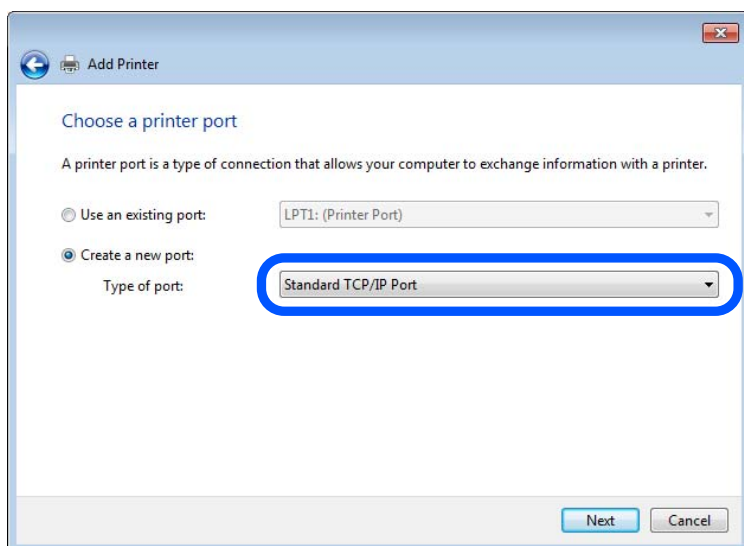 Add Printer
Choose a printer port
A printer port is a type of connection that allows your computer to exchange information with a printer.
Use an existing port: LPT1: (Printer Port)
Create a new port:
Type of port: Standard TCP/IP Port
Next Cancel